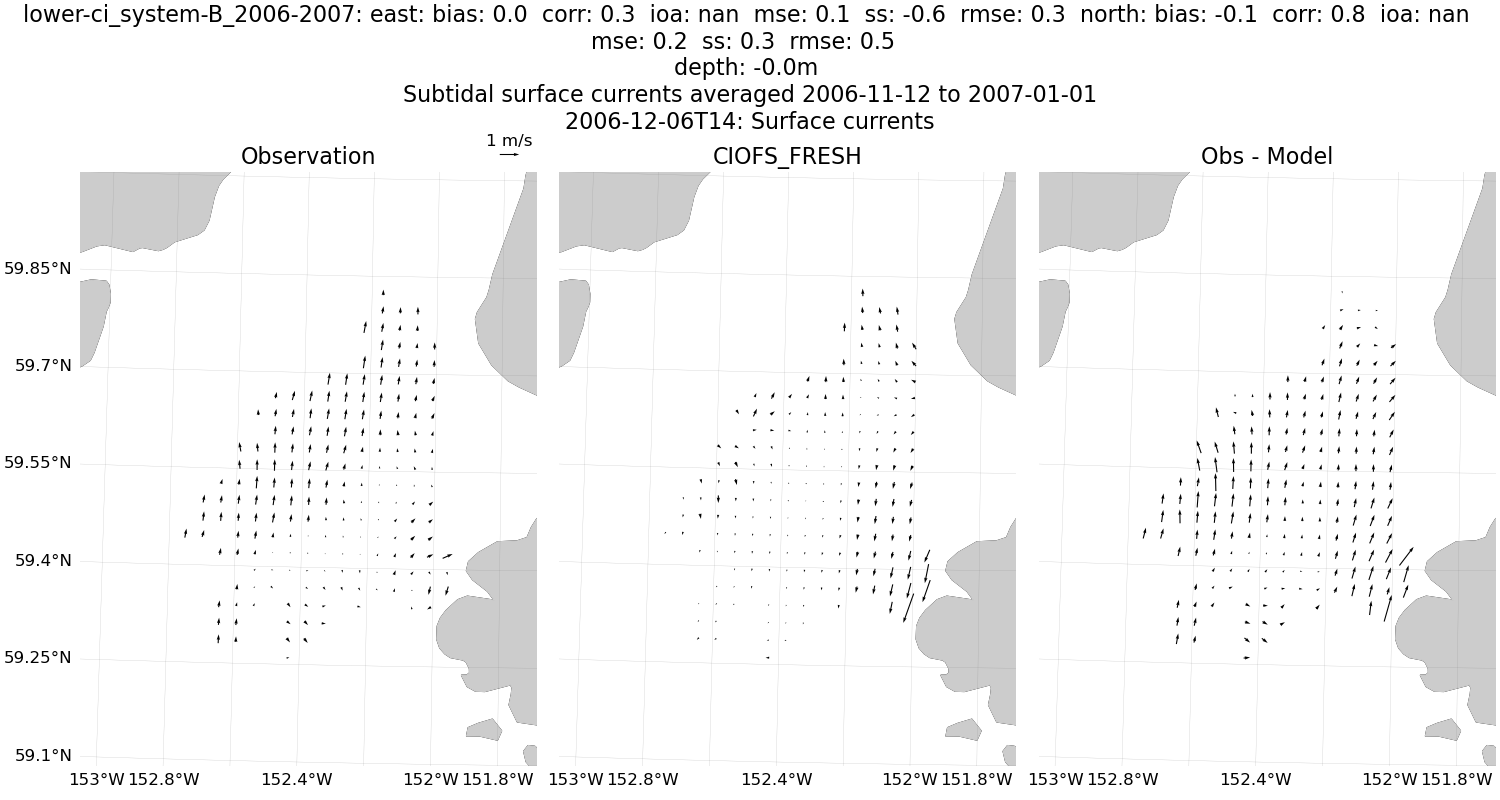 lower-ci_system-B_2006-2007: east: bias: 0.0  corr: 0.3  ioa: nan  mse: 0.1  ss: -0.6  rmse: 0.3  north: bias: -0.1  corr: 0.8  ioa: nan
mse: 0.2  ss: 0.3  rmse: 0.5
depth: -0.0m
Subtidal surface currents averaged 2006-11-12 to 2007-01-01
2006-12-06T14: Surface currents
1 m/s
Observation CIOFS_FRESH Obs - Model
59.85°N
59.7°N
59.55°N
59.4°N
59.25°N
59.1°N
153°W 152.8°W 152.4°W 152°W 151.8°W 153°W 152.8°W 152.4°W 152°W 151.8°W 153°W 152.8°W 152.4°W 152°W 151.8°W